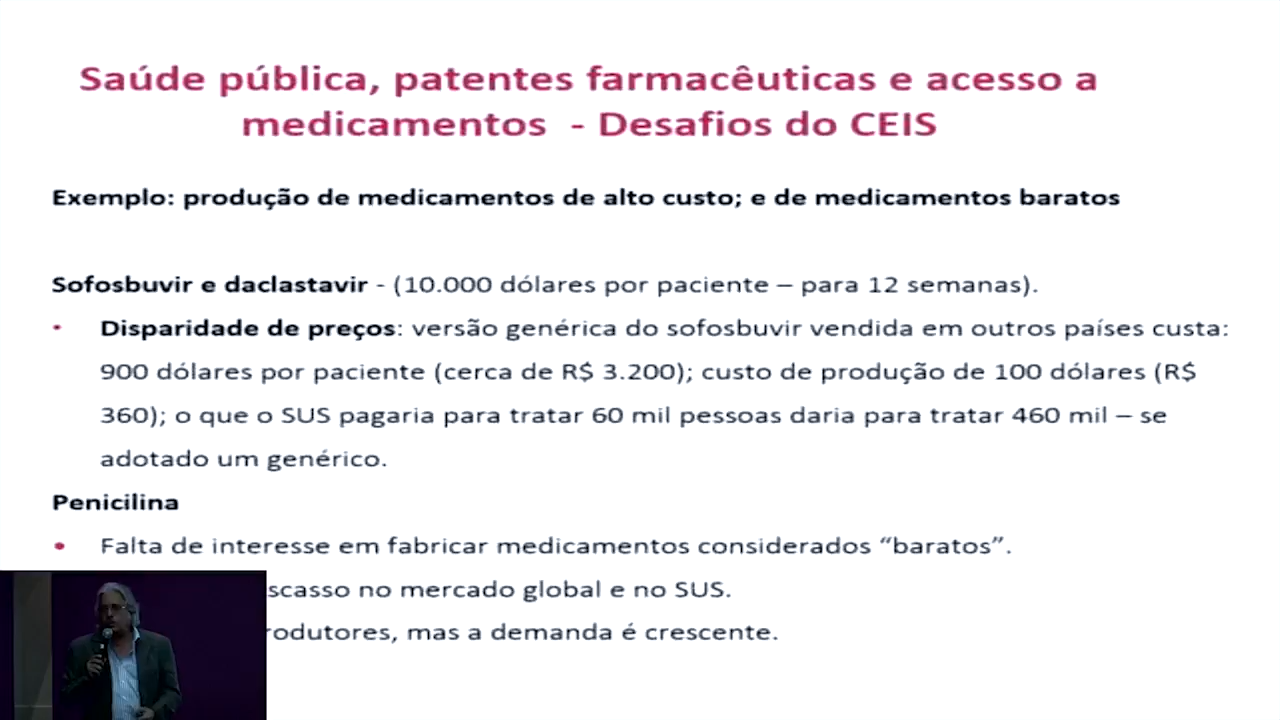 Saúde pública, patentes farmacêuticas e acesso a
medicamentos - Desafios do CEIS
Exemplo: produção de medicamentos de alto custo; e de medicamentos baratos
Sofosbuvir e daclastavir - (10.000 dólares por paciente – para 12 semanas).
• Disparidade de preços: versão genérica do sofosbuvir vendida em outros países custa:
900 dólares por paciente (cerca de R$ 3.200); custo de produção de 100 dólares (R$
360); o que o SUS pagaria para tratar 60 mil pessoas daria para tratar 460 mil – se
adotado um genérico.
Penicilina
• Falta de interesse em fabricar medicamentos considerados “baratos”.
scasso no mercado global e no SUS.
rodutores, mas a demanda é crescente.